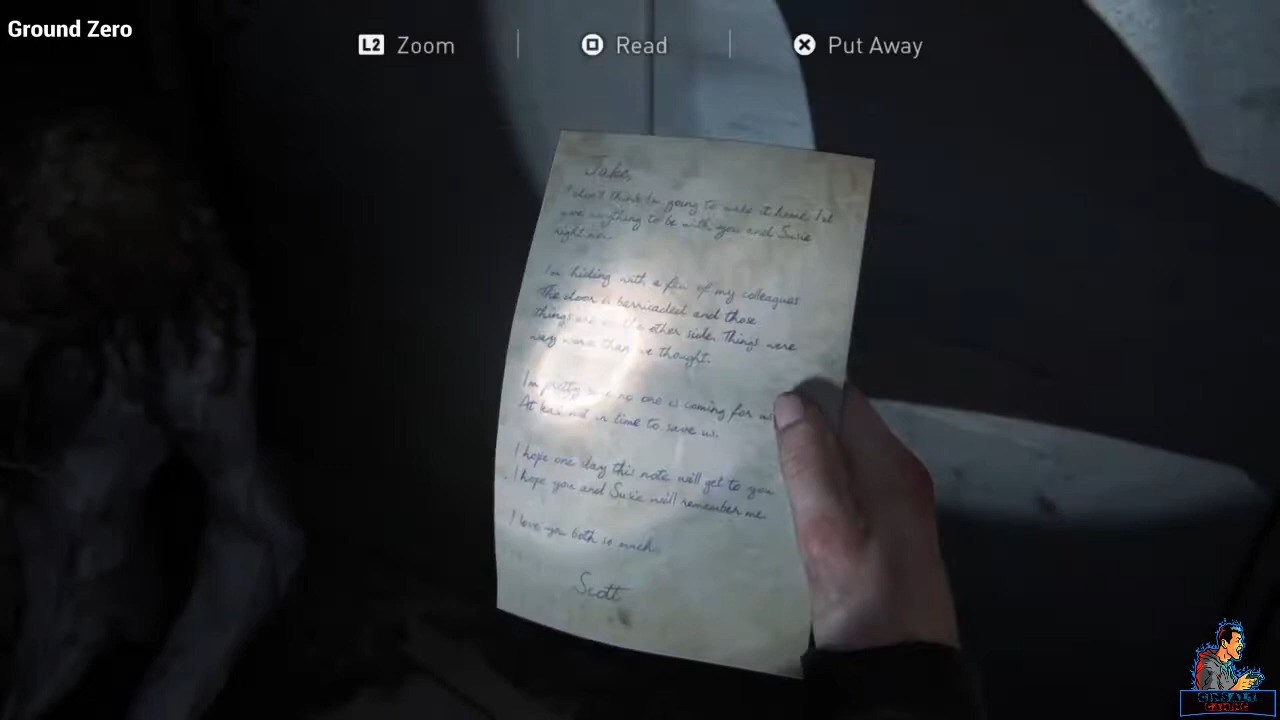 Ground Zero
L2 Zoom | Read | Put Away
Jake,
I don't think I'm going to make it home. I'd
give anything to be with you and Susie
right now.
I'm hiding with a few of my colleagues
The door is barricaded and those
things are on the other side. Things were
way worse than we thought.
I'm pretty sure no one is coming for us
At least not in time to save us.
I hope one day this note will get to you
I hope you and Susie will remember me
I love you both so much.
Scott
GAMING